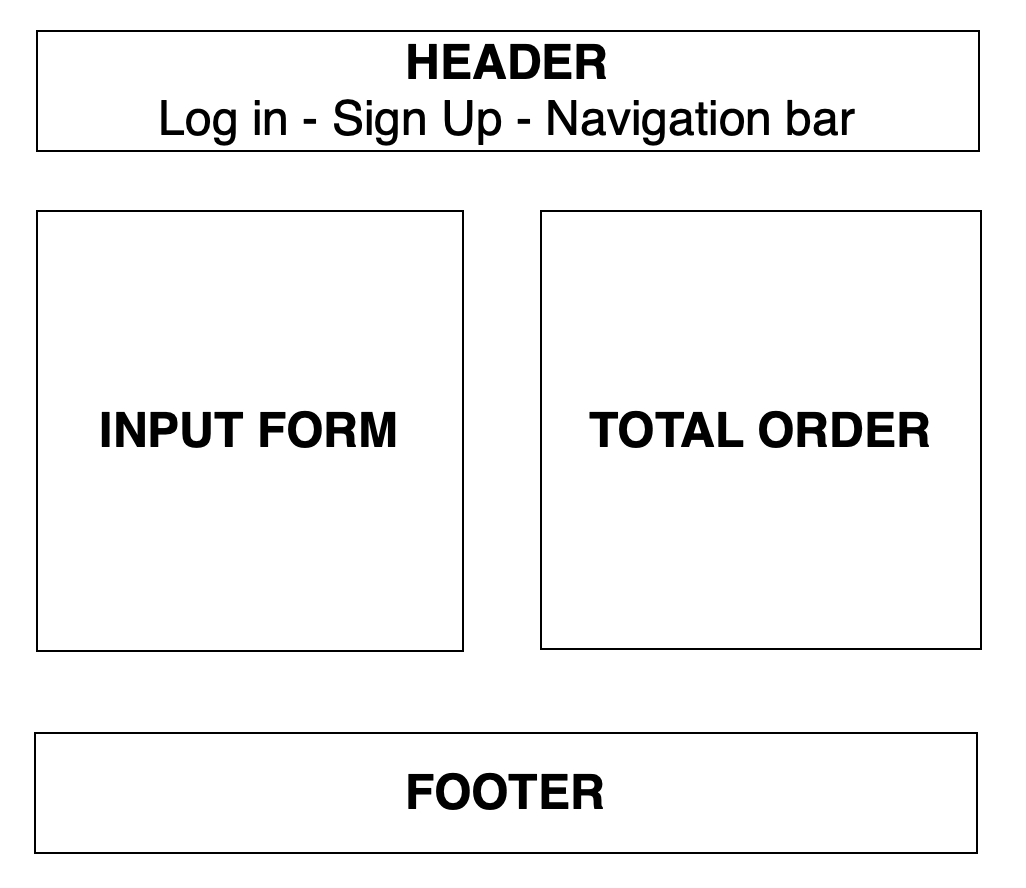 HEADER
Log in - Sign Up - Navigation bar
INPUT FORM
TOTAL ORDER
FOOTER